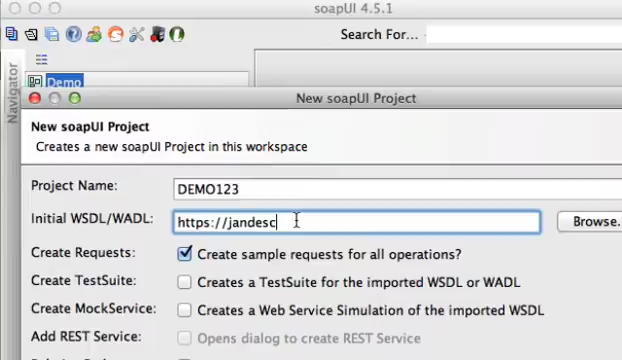 soapUI 4.5.1
Search For...
Navigator
Demo
New soapUI Project
New soapUI Project
Creates a new soapUI Project in this workspace
Project Name: DEMO123
Initial WSDL/WADL: https://jandesc Browse.
Create Requests: Create sample requests for all operations?
Create TestSuite: Creates a TestSuite for the imported WSDL or WADL
Create MockService: Creates a Web Service Simulation of the imported WSDL
Add REST Service: Opens dialog to create REST Service